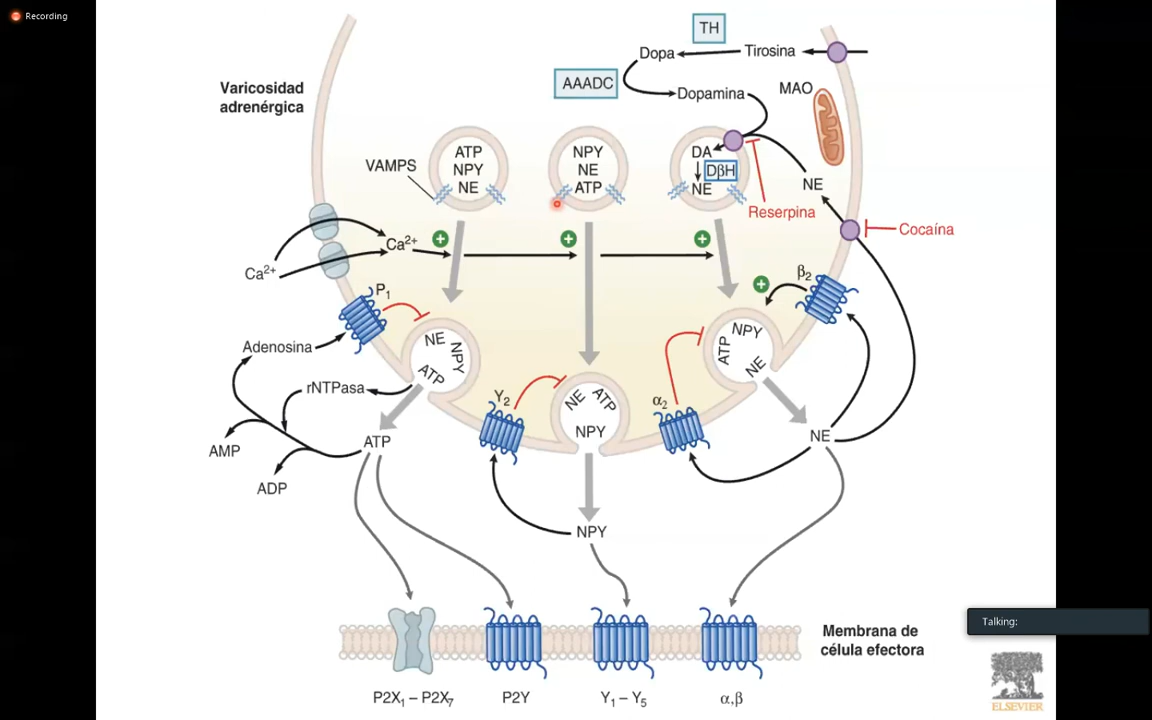 Recording
TH
Dopa
Tirosina
AAADC
Dopamina
MAO
Varicosidad
adrenérgica
VAMPS
ATP
NPY
NE
NPY
NE
ATP
DA
DβH
NE
NE
Reserpina
Cocaína
Ca²⁺
Ca²⁺
+
+
+
+
β₂
P₁
NE
NPY
ATP
Adenosina
rNTPasa
Y₂
NE
ATP
NPY
α₂
NPY
ATP
NE
AMP
ATP
ADP
NE
NPY
Membrana de
célula efectora
Talking:
P2X₁ – P2X₇
P2Y
Y₁ – Y₅
α,β
ELSEVIER